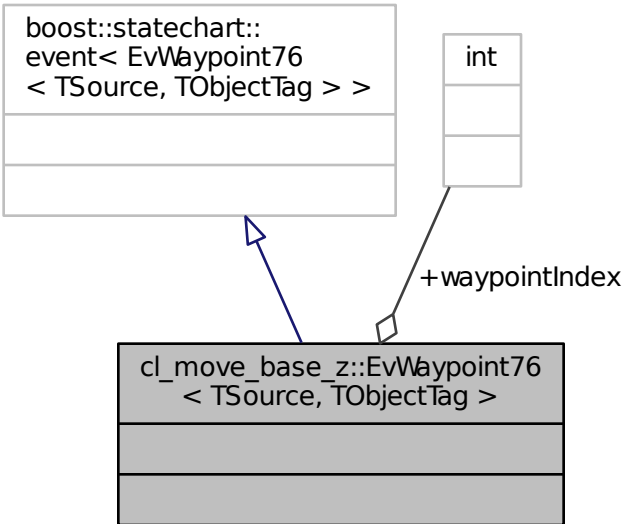 boost::statechart::
event< EvWaypoint76
< TSource, TObjectTag > >
int
+waypointIndex
cl_move_base_z::EvWaypoint76
< TSource, TObjectTag >